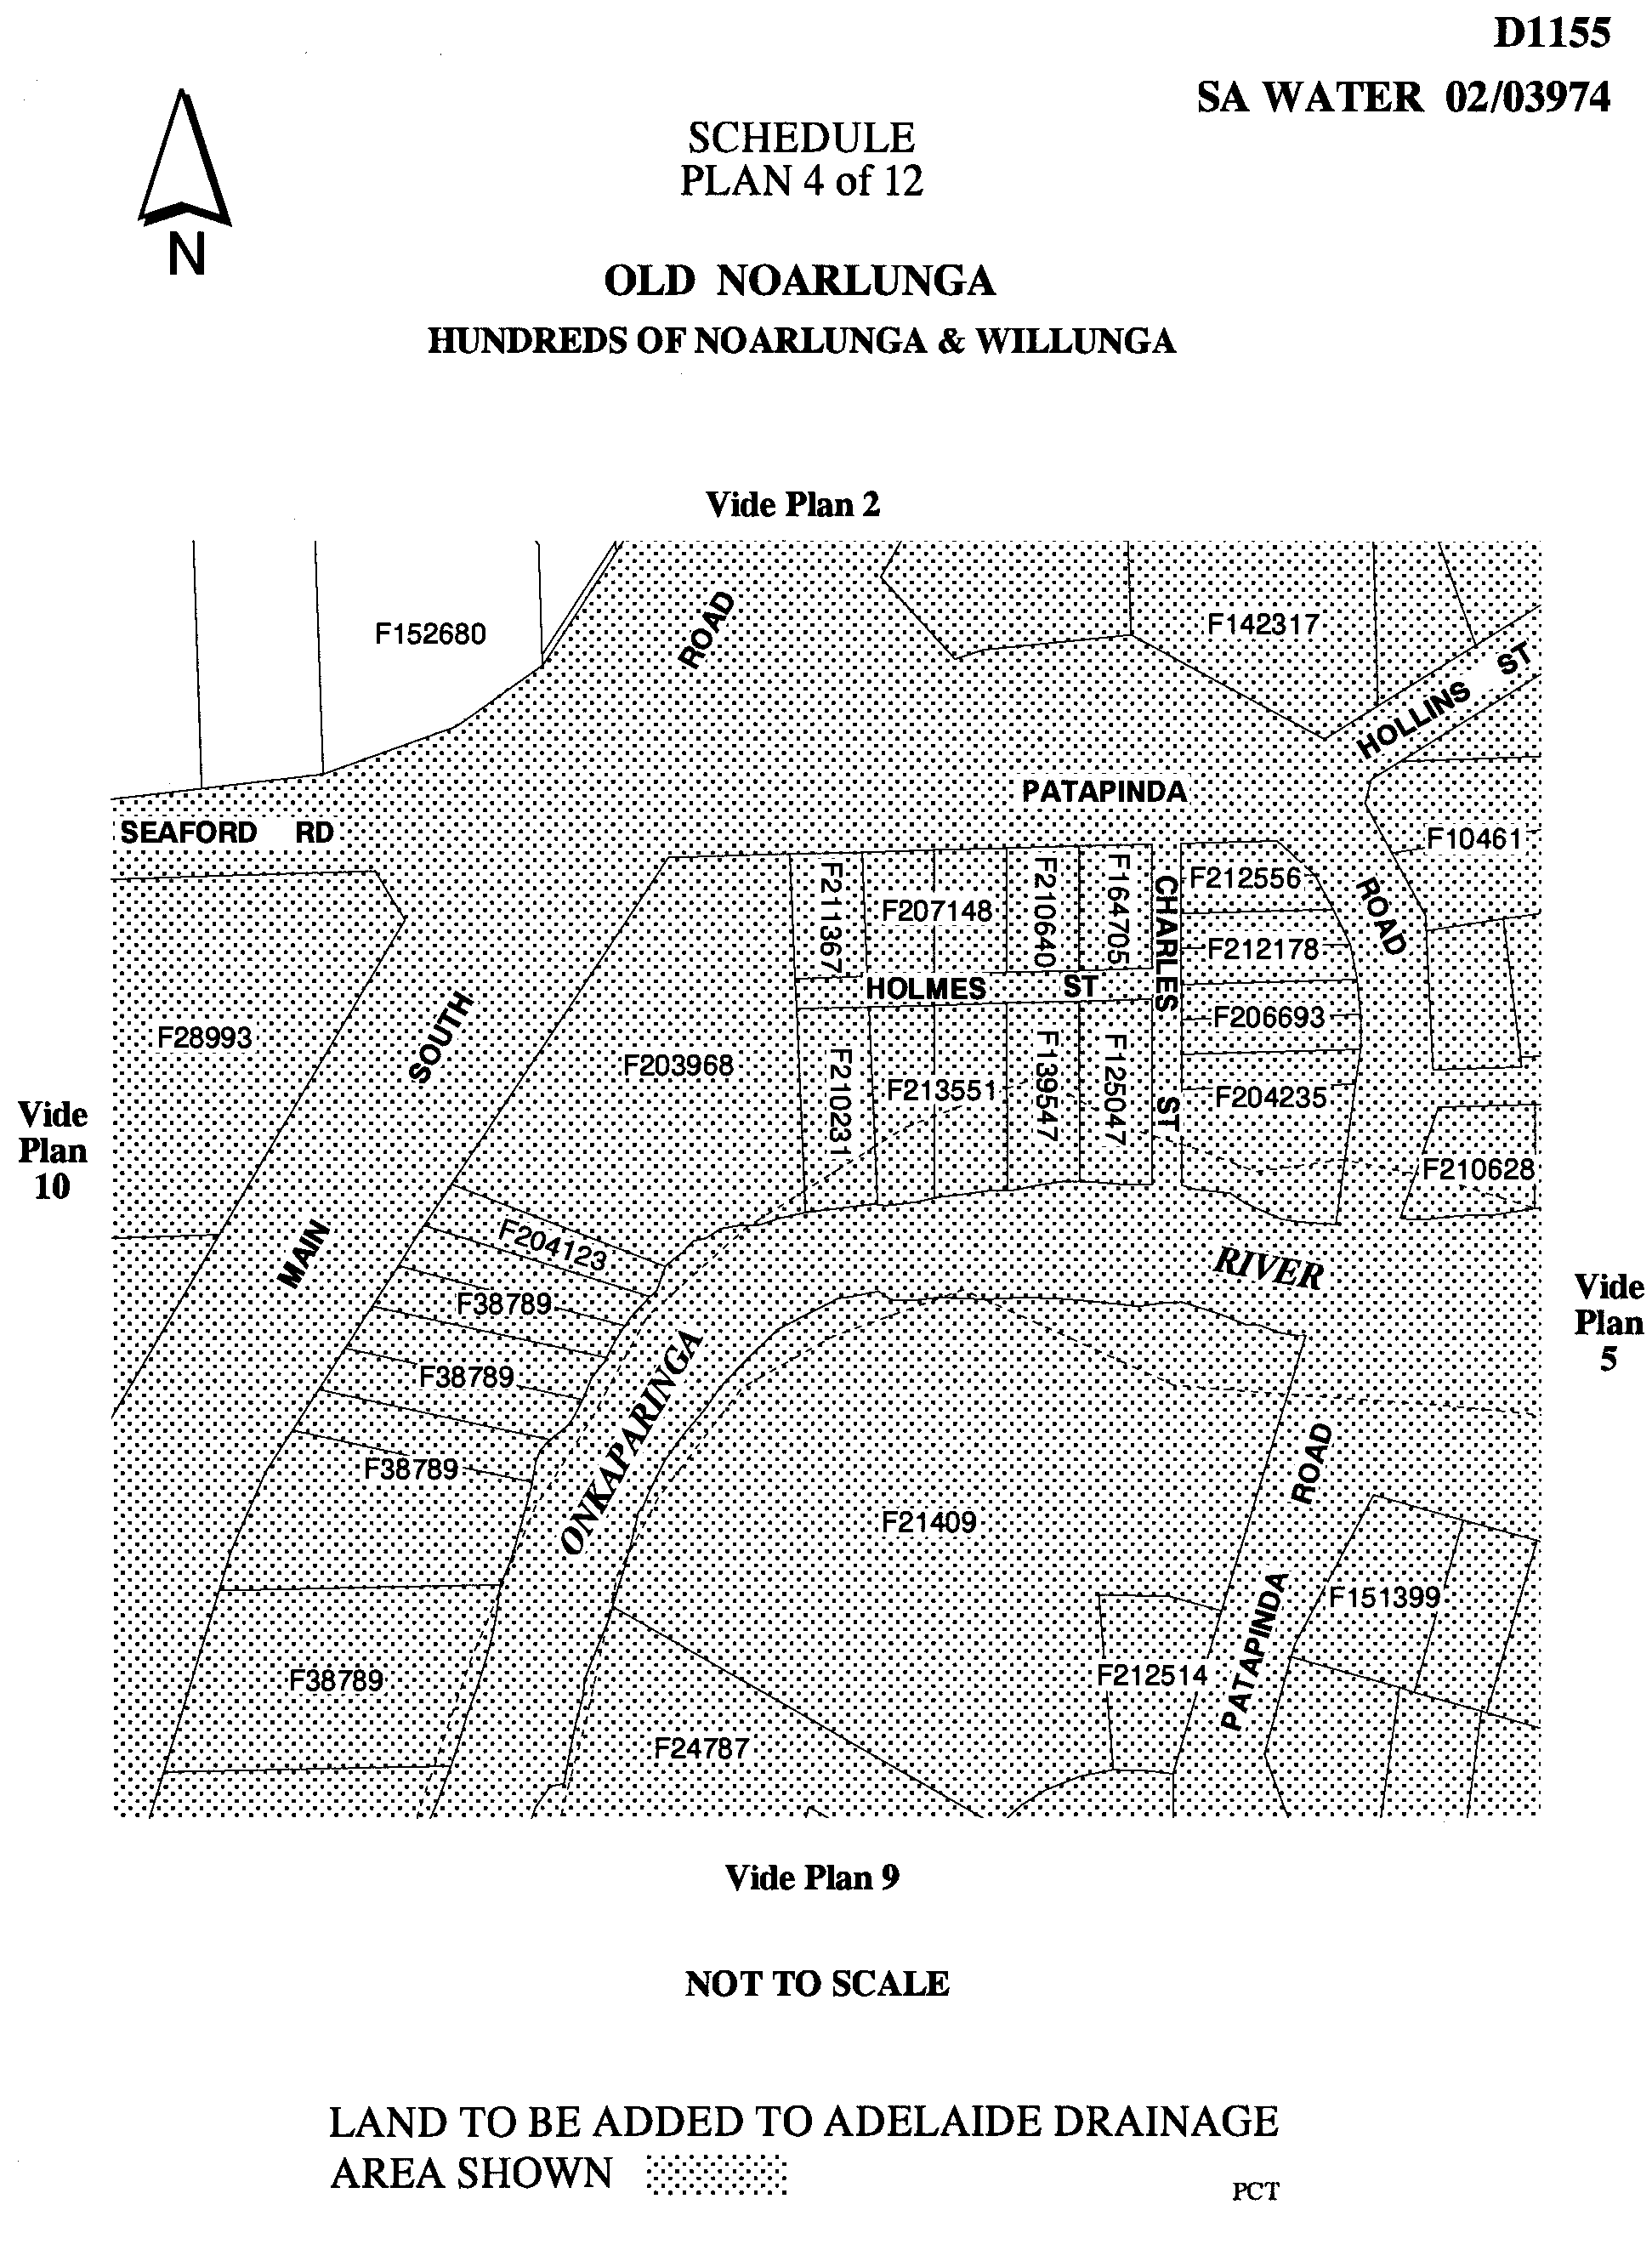 D1155
SA WATER 02/03974
SCHEDULE
PLAN 4 of 12
N
OLD NOARLUNGA
HUNDREDS OF NOARLUNGA & WILLUNGA
Vide Plan 2
F152680
ROAD
F142317
HOLLINS ST
PATAPINDA
SEAFORD RD
F10461
F211367
F207148
F210640
F164705
CHARLES ST
F212556
ROAD
F212178
HOLMES ST
F206693
F28993
SOUTH
F203968
F210231
F213551
F139547
F125047
F204235
Vide
Plan
10
F210628
MAIN
F204123
RIVER
F38789
Vide
Plan
5
F38789
ONKAPARINGA
F38789
ROAD
F21409
F151399
PATAPINDA
F38789
F212514
F24787
Vide Plan 9
NOT TO SCALE
LAND TO BE ADDED TO ADELAIDE DRAINAGE
AREA SHOWN
PCT